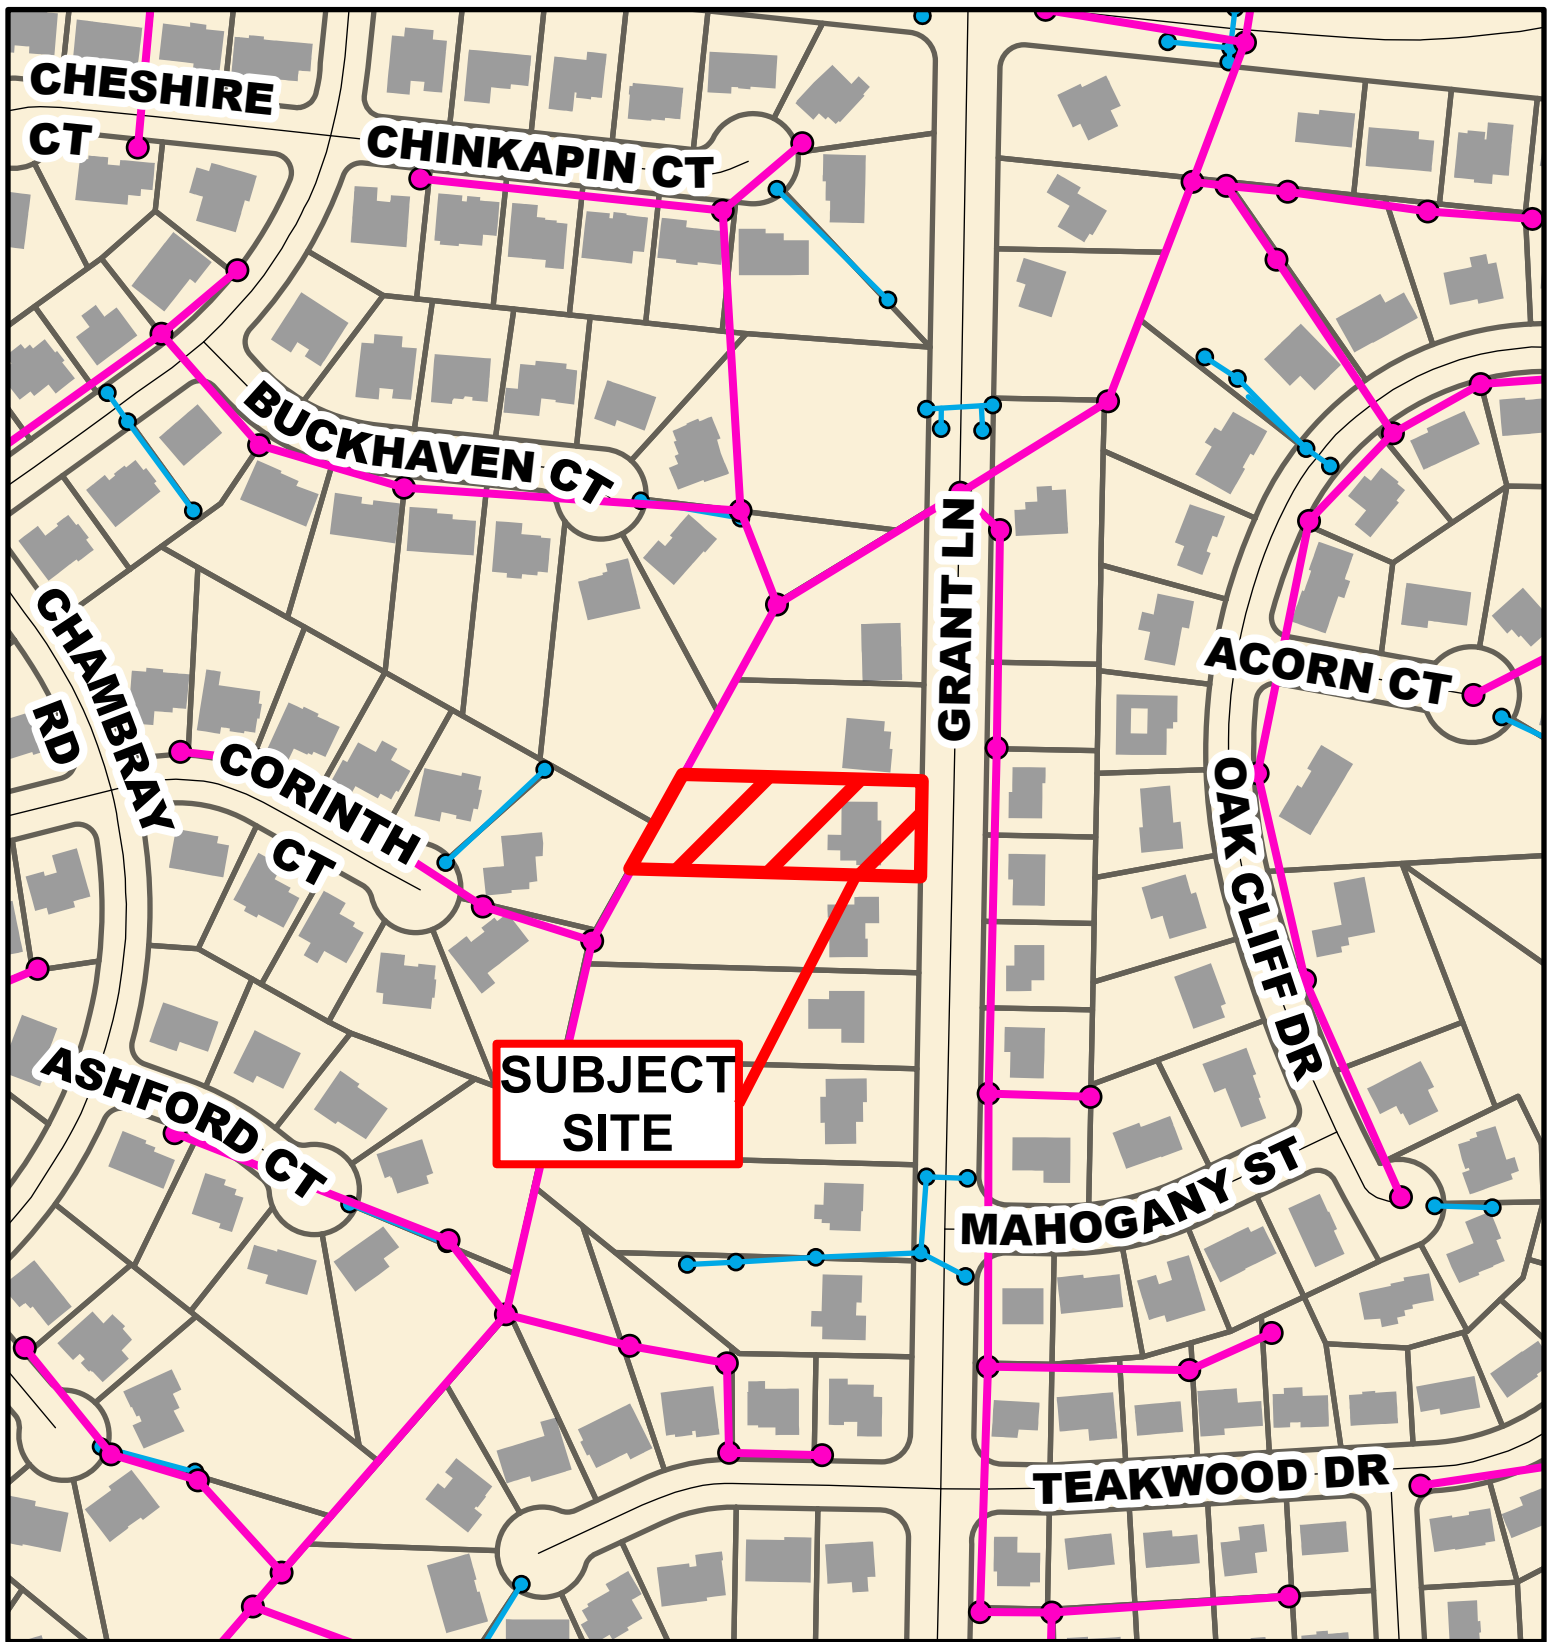 CHESHIRE
CT
CHINKAPIN CT
BUCKHAVEN CT
GRANT LN
CHAMBRAY
RD
ACORN CT
CORINTH
CT
OAK CLIFF DR
ASHFORD CT
SUBJECT
SITE
MAHOGANY ST
TEAKWOOD DR